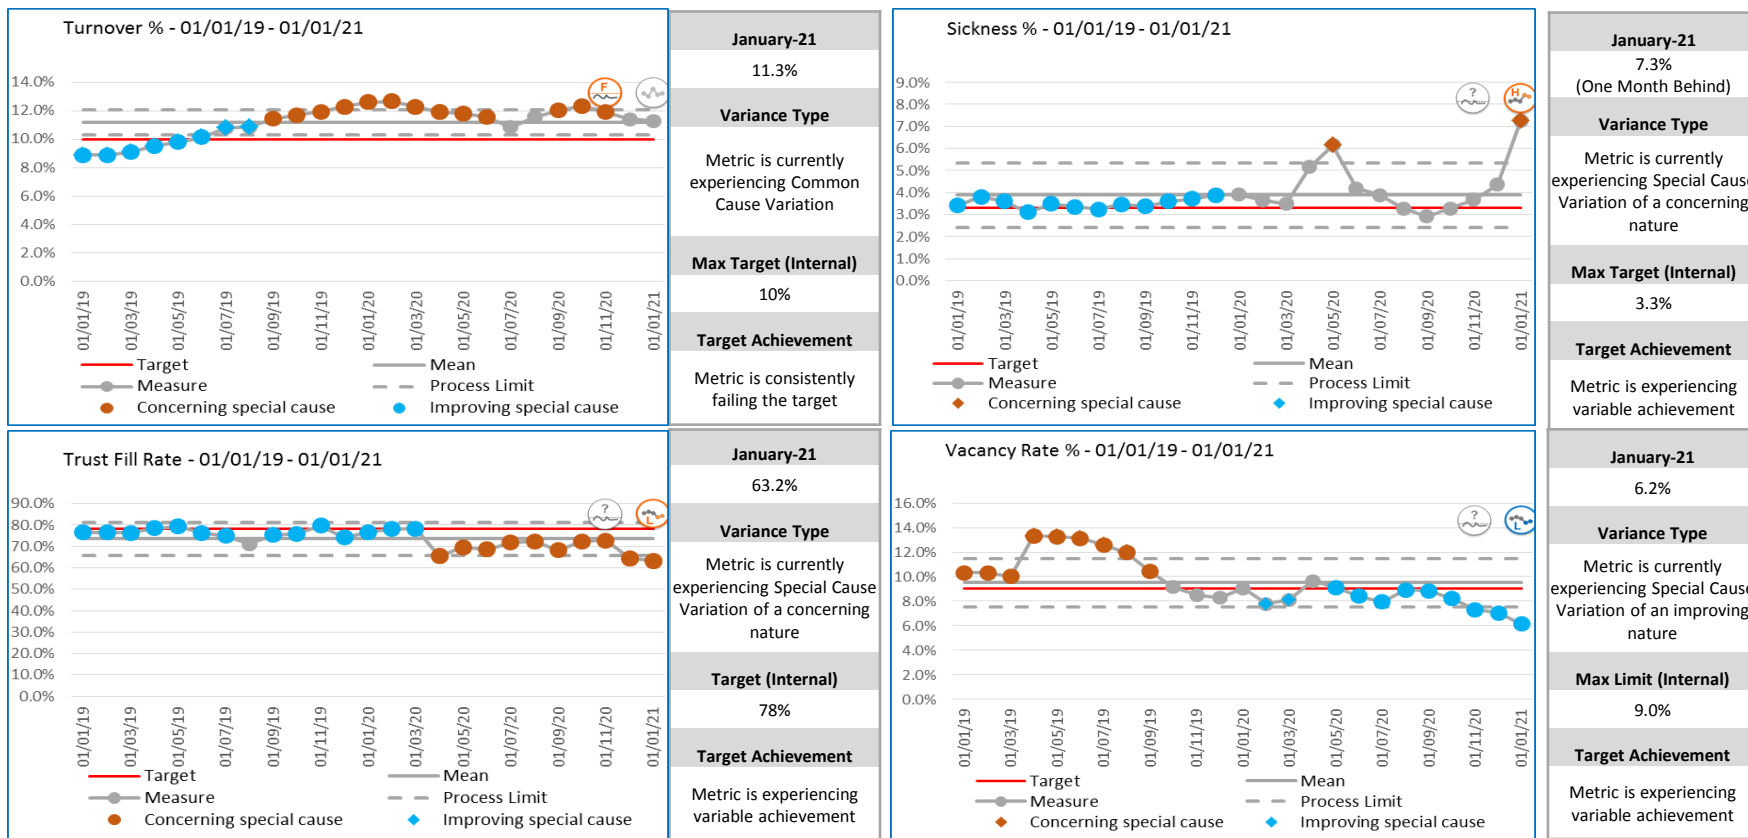 Turnover % - 01/01/19 - 01/01/21
14.0%
12.0%
10.0%
8.0%
6.0%
4.0%
2.0%
0.0%
F
01/01/19
01/03/19
01/05/19
01/07/19
01/09/19
01/11/19
01/01/20
01/03/20
01/05/20
01/07/20
01/09/20
01/11/20
01/01/21
Target
Mean
Measure
Process Limit
Concerning special cause
Improving special cause
January-21
11.3%
Variance Type
Metric is currently
experiencing Common
Cause Variation
Max Target (Internal)
10%
Target Achievement
Metric is consistently
failing the target
Sickness % - 01/01/19 - 01/01/21
9.0%
8.0%
7.0%
6.0%
5.0%
4.0%
3.0%
2.0%
1.0%
0.0%
?
H
01/01/19
01/03/19
01/05/19
01/07/19
01/09/19
01/11/19
01/01/20
01/03/20
01/05/20
01/07/20
01/09/20
01/11/20
01/01/21
Target
Mean
Measure
Process Limit
Concerning special cause
Improving special cause
January-21
7.3%
(One Month Behind)
Variance Type
Metric is currently
experiencing Special Cause
Variation of a concerning
nature
Max Target (Internal)
3.3%
Target Achievement
Metric is experiencing
variable achievement
Trust Fill Rate - 01/01/19 - 01/01/21
90.0%
80.0%
70.0%
60.0%
50.0%
40.0%
30.0%
20.0%
10.0%
0.0%
?
L
01/01/19
01/03/19
01/05/19
01/07/19
01/09/19
01/11/19
01/01/20
01/03/20
01/05/20
01/07/20
01/09/20
01/11/20
01/01/21
Target
Mean
Measure
Process Limit
Concerning special cause
Improving special cause
January-21
63.2%
Variance Type
Metric is currently
experiencing Special Cause
Variation of a concerning
nature
Target (Internal)
78%
Target Achievement
Metric is experiencing
variable achievement
Vacancy Rate % - 01/01/19 - 01/01/21
16.0%
14.0%
12.0%
10.0%
8.0%
6.0%
4.0%
2.0%
0.0%
?
L
01/01/19
01/03/19
01/05/19
01/07/19
01/09/19
01/11/19
01/01/20
01/03/20
01/05/20
01/07/20
01/09/20
01/11/20
01/01/21
Target
Mean
Measure
Process Limit
Concerning special cause
Improving special cause
January-21
6.2%
Variance Type
Metric is currently
experiencing Special Cause
Variation of an improving
nature
Max Limit (Internal)
9.0%
Target Achievement
Metric is experiencing
variable achievement